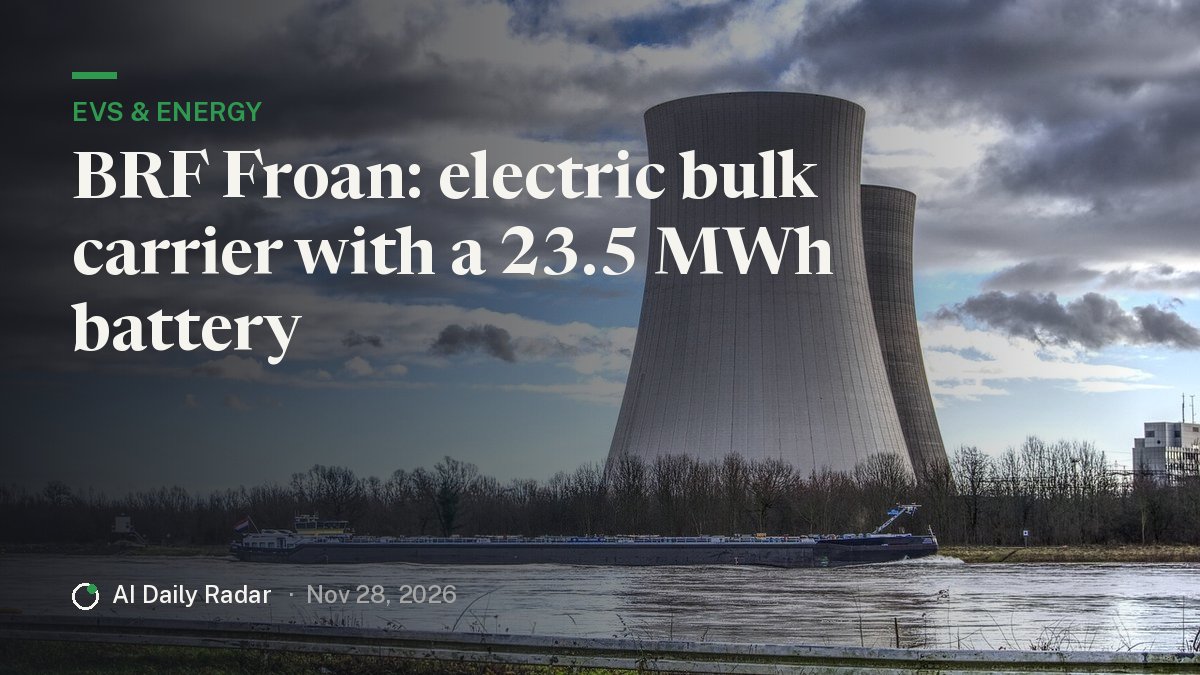 EVS & ENERGY
BRF Froan: electric bulk
carrier with a 23.5 MWh
battery
AI Daily Radar · Nov 28, 2026